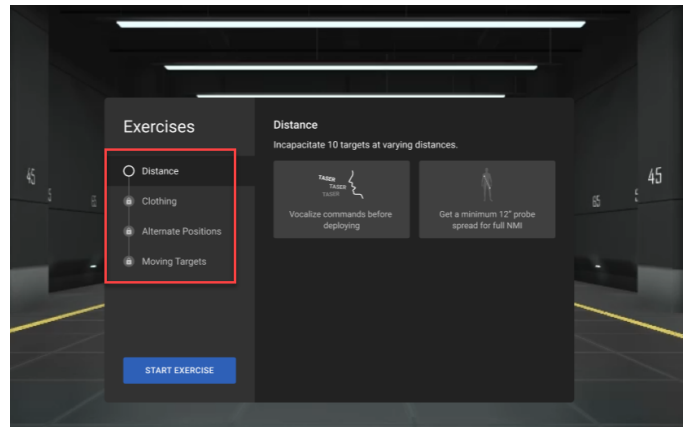 Exercises
Distance
Clothing
Alternate Positions
Moving Targets
START EXERCISE
Distance
Incapacitate 10 targets at varying distances.
TASER
TASER
TASER
Vocalize commands before
deploying
Get a minimum 12" probe
spread for full NMI
45
45